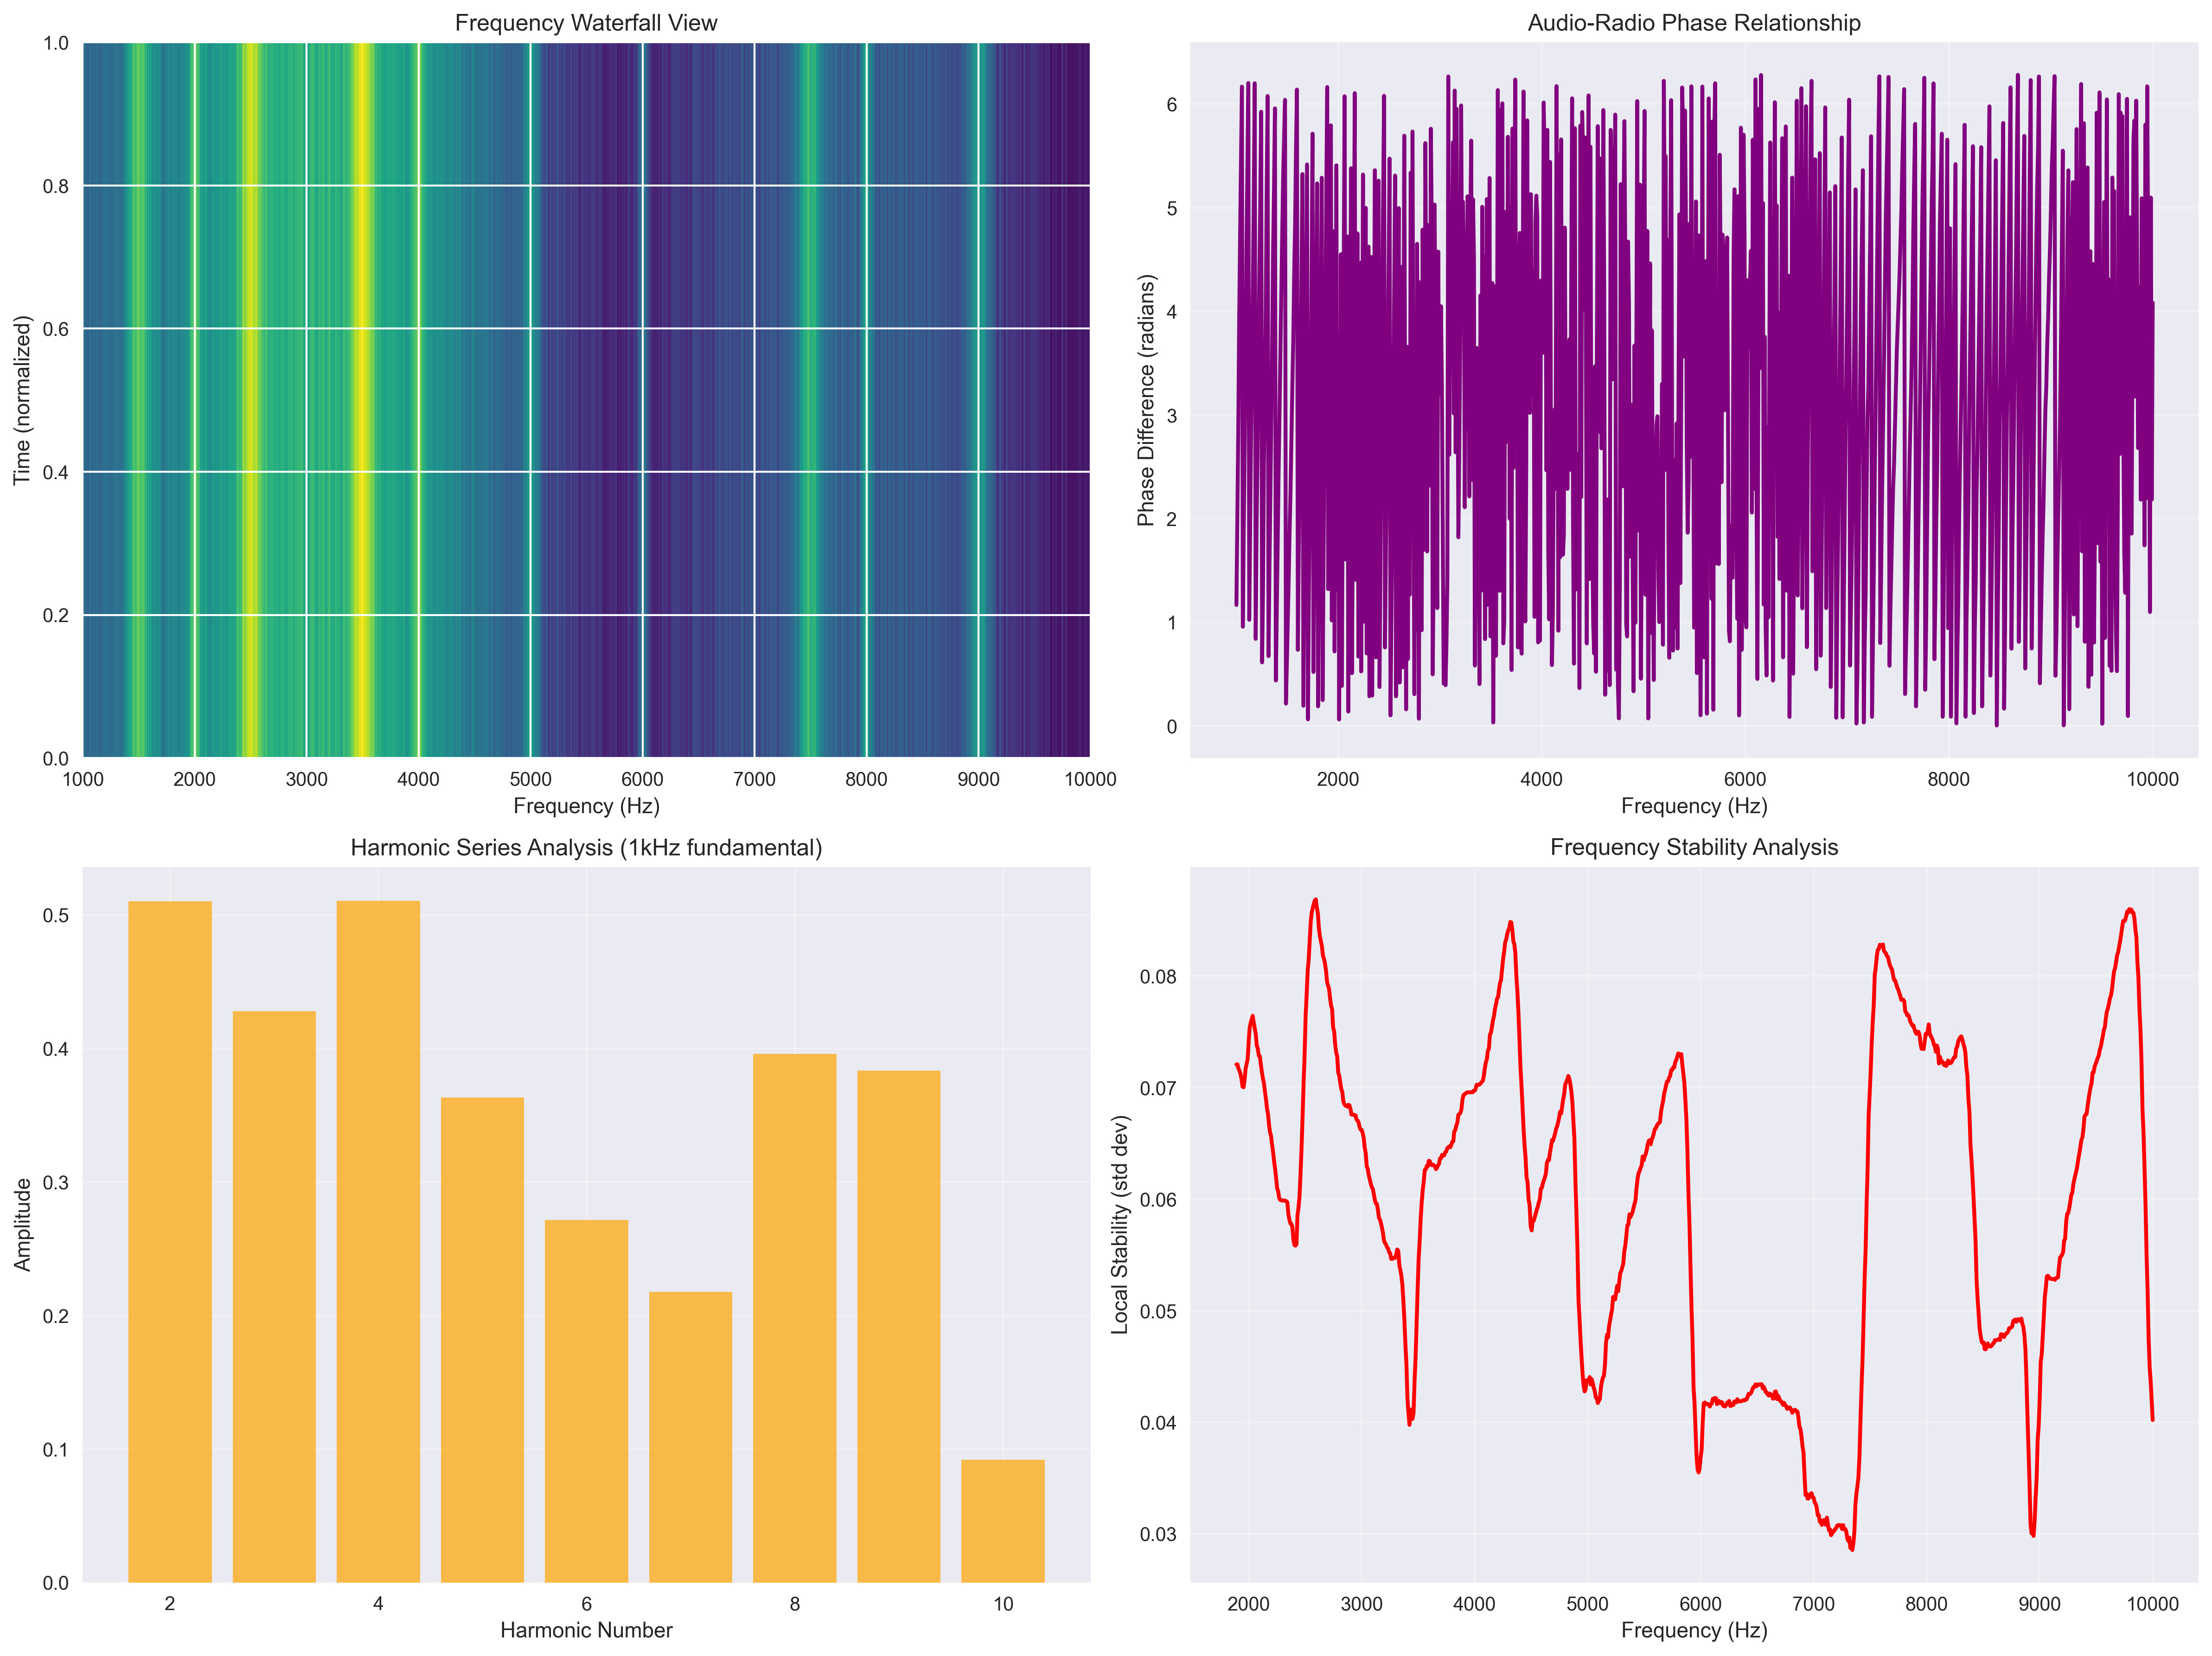 Frequency Waterfall View
1.0
0.8
0.6
0.4
0.2
0.0
Time (normalized)
1000 2000 3000 4000 5000 6000 7000 8000 9000 10000
Frequency (Hz)
Audio-Radio Phase Relationship
6
5
4
3
2
1
0
Phase Difference (radians)
2000 4000 6000 8000 10000
Frequency (Hz)
Harmonic Series Analysis (1kHz fundamental)
0.5
0.4
0.3
0.2
0.1
0.0
Amplitude
2 4 6 8 10
Harmonic Number
Frequency Stability Analysis
0.08
0.07
0.06
0.05
0.04
0.03
Local Stability (std dev)
2000 3000 4000 5000 6000 7000 8000 9000 10000
Frequency (Hz)